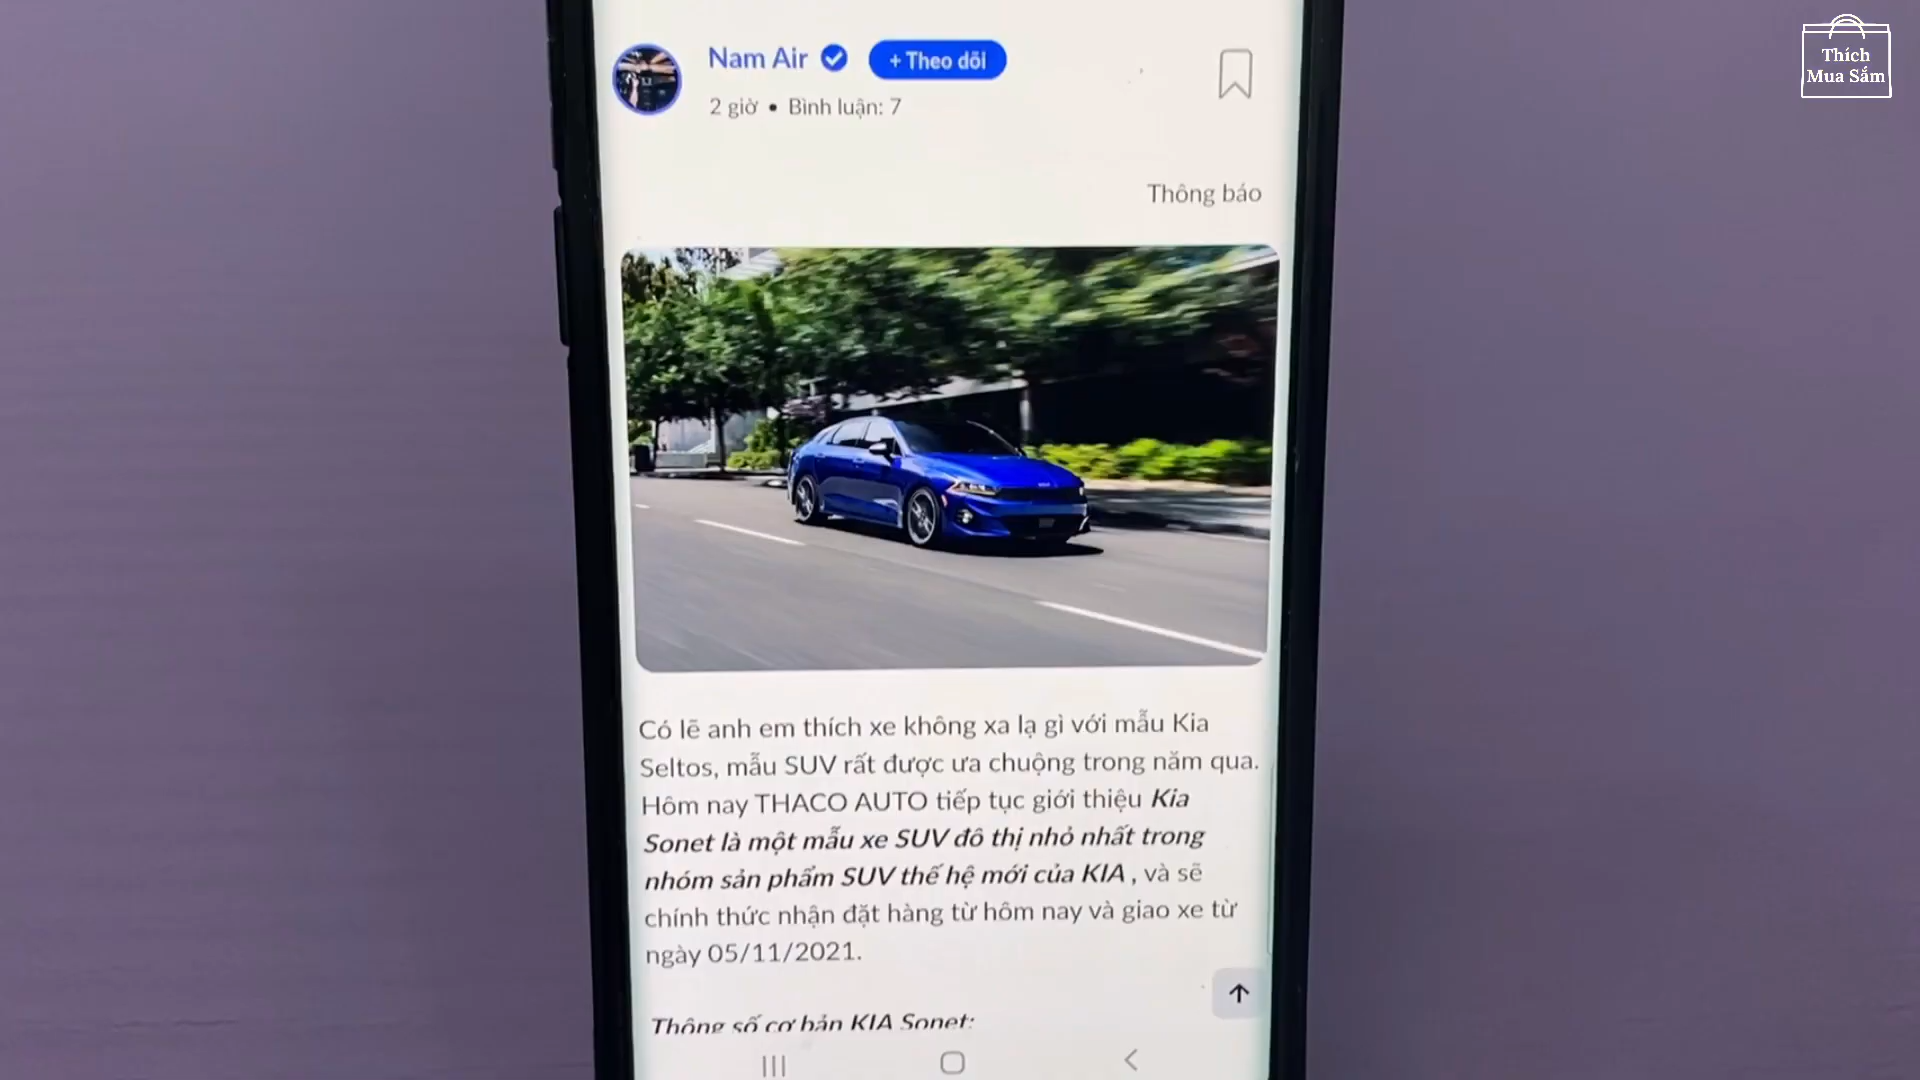 Nam Air
+ Theo dõi
2 giờ • Bình luận: 7
Thích
Mua Sắm
Thông báo
Có lẽ anh em thích xe không xa lạ gì với mẫu Kia
Seltos, mẫu SUV rất được ưa chuộng trong năm qua.
Hôm nay THACO AUTO tiếp tục giới thiệu Kia
Sonet là một mẫu xe SUV đô thị nhỏ nhất trong
nhóm sản phẩm SUV thế hệ mới của KIA , và sẽ
chính thức nhận đặt hàng từ hôm nay và giao xe từ
ngày 05/11/2021.
Thông số cơ bản KIA Sonet: